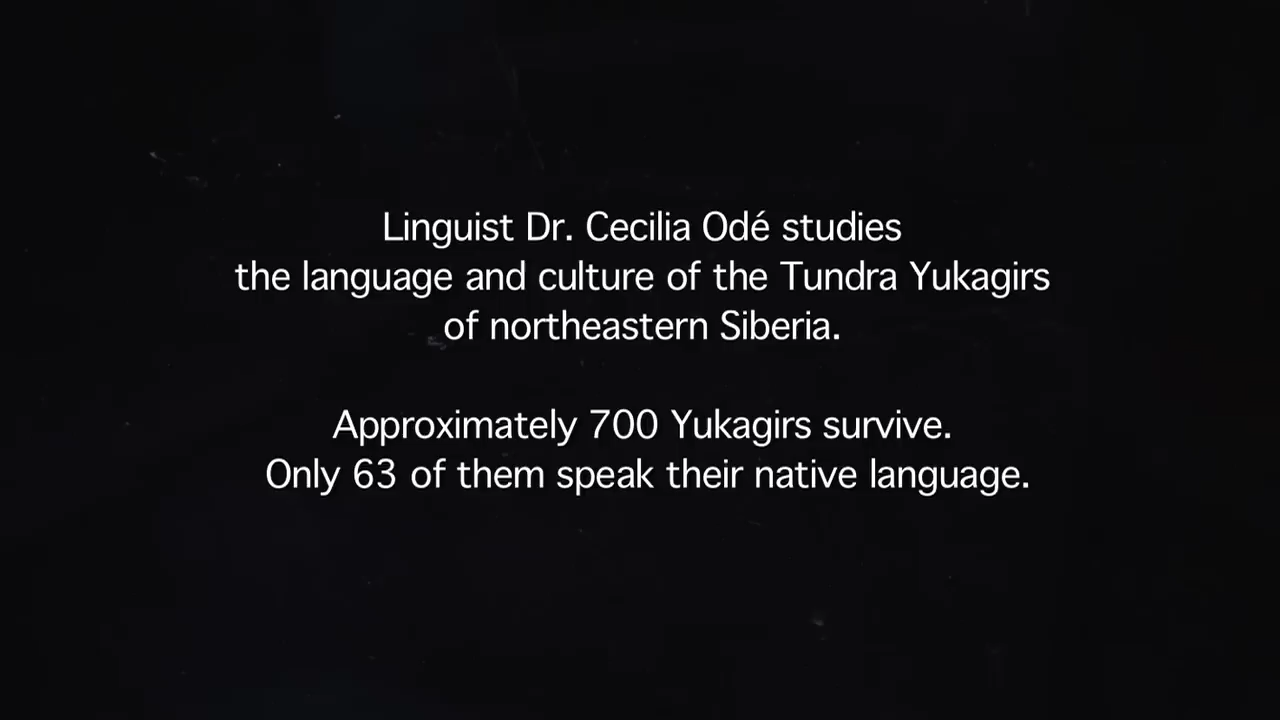 Linguist Dr. Cecilia Odé studies
the language and culture of the Tundra Yukagirs
of northeastern Siberia.
Approximately 700 Yukagirs survive.
Only 63 of them speak their native language.